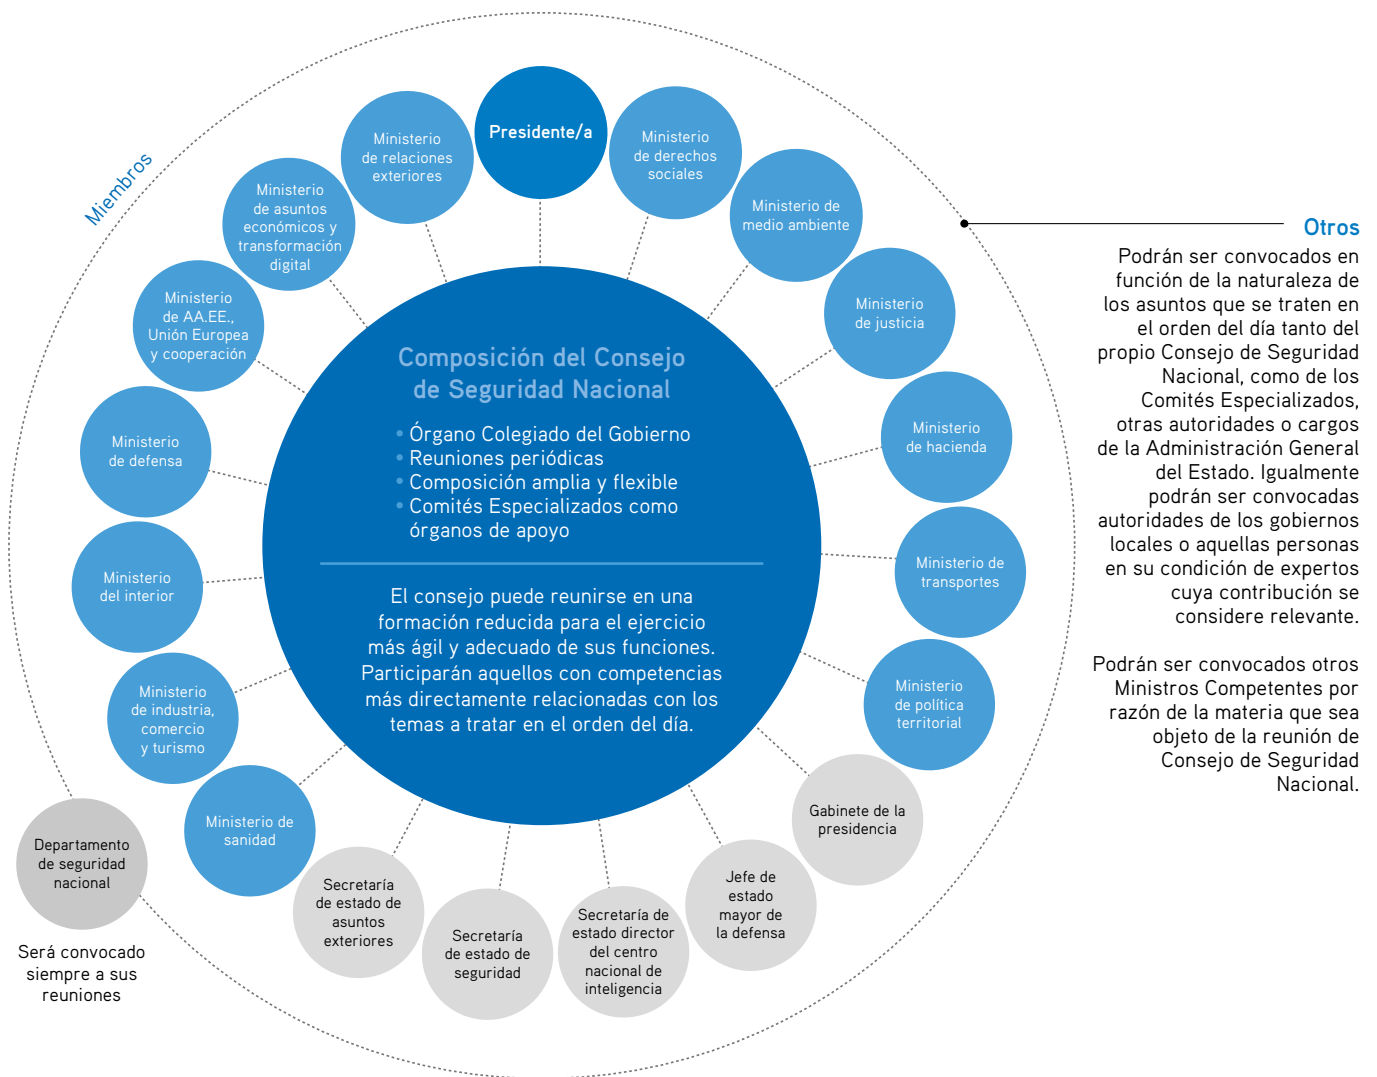 Miembros
Presidente/a
Ministerio
de derechos
sociales
Ministerio de
medio ambiente
Ministerio
de justicia
Ministerio
de hacienda
Ministerio de
transportes
Ministerio
de política
territorial
Gabinete de la
presidencia
Jefe de
estado
mayor de
la defensa
Secretaría de
estado director
del centro
nacional de
inteligencia
Secretaría
de estado de
seguridad
Secretaría
de estado de
asuntos
exteriores
Ministerio de
sanidad
Ministerio
de industria,
comercio
y turismo
Ministerio
del interior
Ministerio
de defensa
Ministerio
de AA.EE.,
Unión Europea
y cooperación
Ministerio
de asuntos
económicos y
transformación
digital
Ministerio
de relaciones
exteriores
Composición del Consejo
de Seguridad Nacional
• Órgano Colegiado del Gobierno
• Reuniones periódicas
• Composición amplia y flexible
• Comités Especializados como
órganos de apoyo
El consejo puede reunirse en una
formación reducida para el ejercicio
más ágil y adecuado de sus funciones.
Participarán aquellos con competencias
más directamente relacionadas con los
temas a tratar en el orden del día.
Departamento
de seguridad
nacional
Será convocado
siempre a sus
reuniones
Otros
Podrán ser convocados en
función de la naturaleza de
los asuntos que se traten en
el orden del día tanto del
propio Consejo de Seguridad
Nacional, como de los
Comités Especializados,
otras autoridades o cargos
de la Administración General
del Estado. Igualmente
podrán ser convocadas
autoridades de los gobiernos
locales o aquellas personas
en su condición de expertos
cuya contribución se
considere relevante.
Podrán ser convocados otros
Ministros Competentes por
razón de la materia que sea
objeto de la reunión de
Consejo de Seguridad
Nacional.